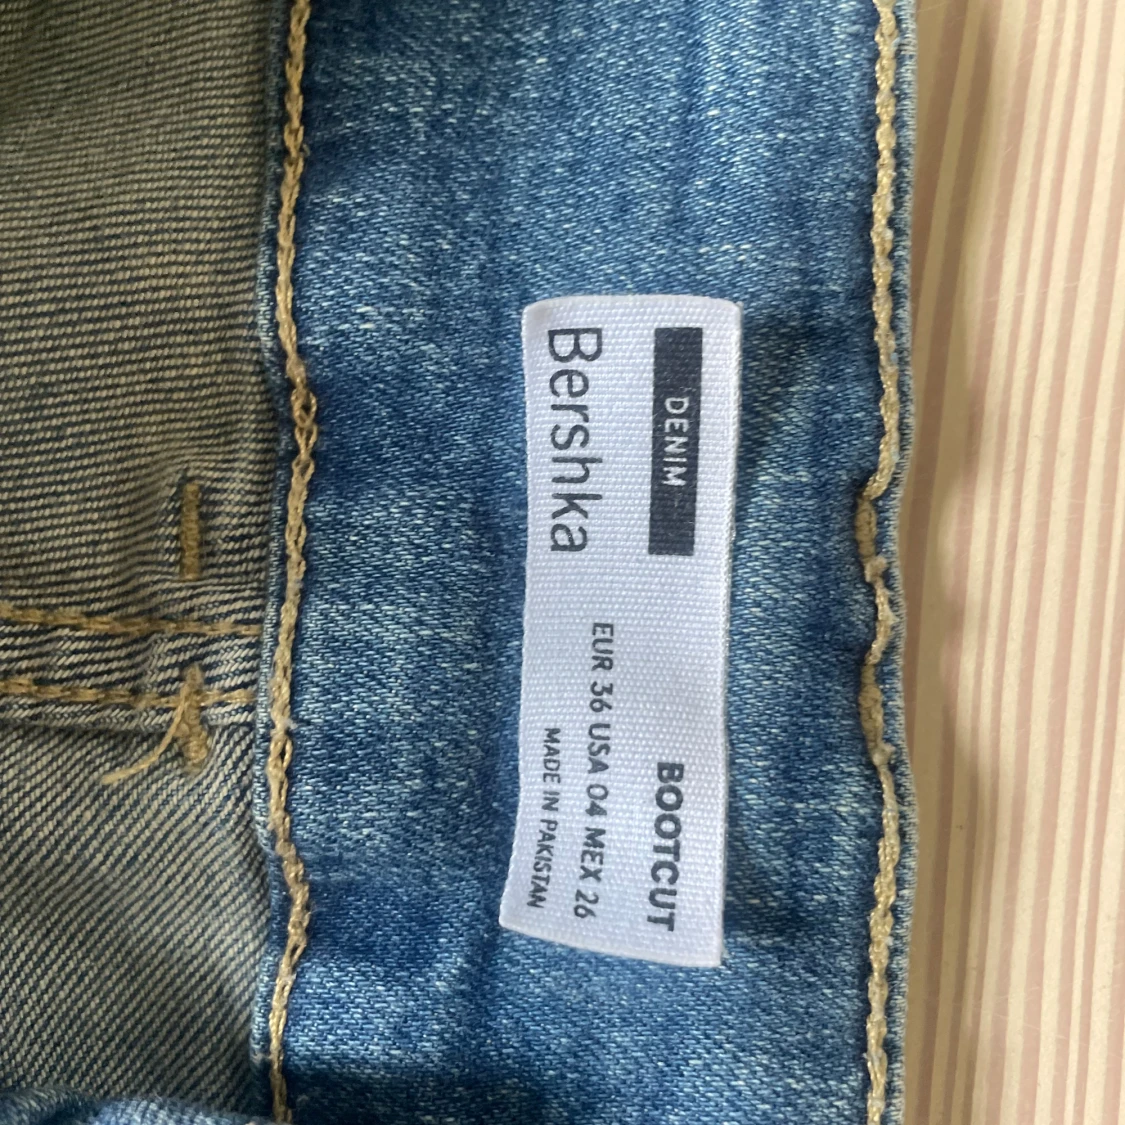 DENIM
Bershka
BOOTCUT
EUR 36 USA 04 MEX 26
MADE IN PAKISTAN